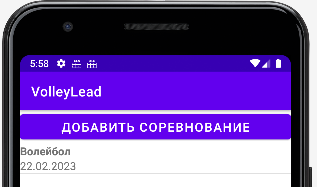 5:58
VolleyLead
ДОБАВИТЬ СОРЕВНОВАНИЕ
Волейбол
22.02.2023